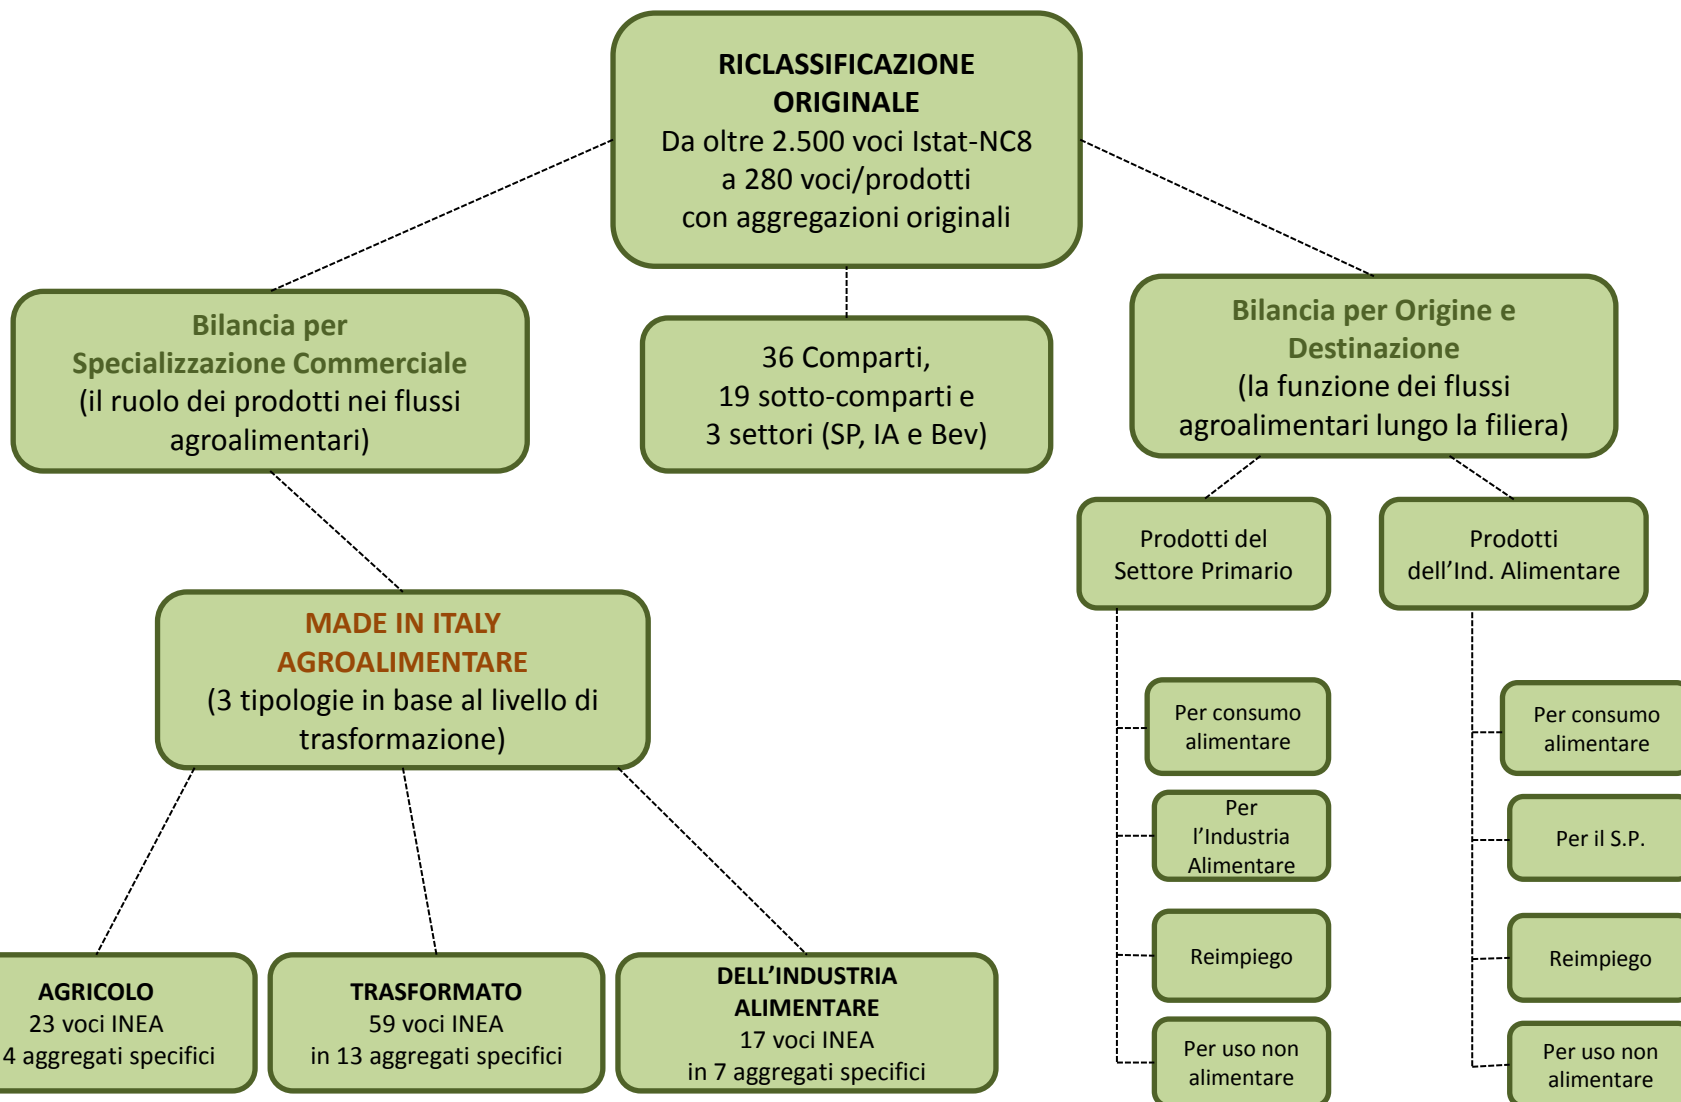 RICLASSIFICAZIONE
ORIGINALE
Da oltre 2.500 voci Istat-NC8
a 280 voci/prodotti
con aggregazioni originali
Bilancia per
Specializzazione Commerciale
(il ruolo dei prodotti nei flussi
agroalimentari)
36 Comparti,
19 sotto-comparti e
3 settori (SP, IA e Bev)
Bilancia per Origine e
Destinazione
(la funzione dei flussi
agroalimentari lungo la filiera)
Prodotti del
Settore Primario
Prodotti
dell’Ind. Alimentare
MADE IN ITALY
AGROALIMENTARE
(3 tipologie in base al livello di
trasformazione)
Per consumo
alimentare
Per
l’Industria
Alimentare
Reimpiego
Per uso non
alimentare
Per consumo
alimentare
Per il S.P.
Reimpiego
Per uso non
alimentare
AGRICOLO
23 voci INEA
4 aggregati specifici
TRASFORMATO
59 voci INEA
in 13 aggregati specifici
DELL’INDUSTRIA
ALIMENTARE
17 voci INEA
in 7 aggregati specifici